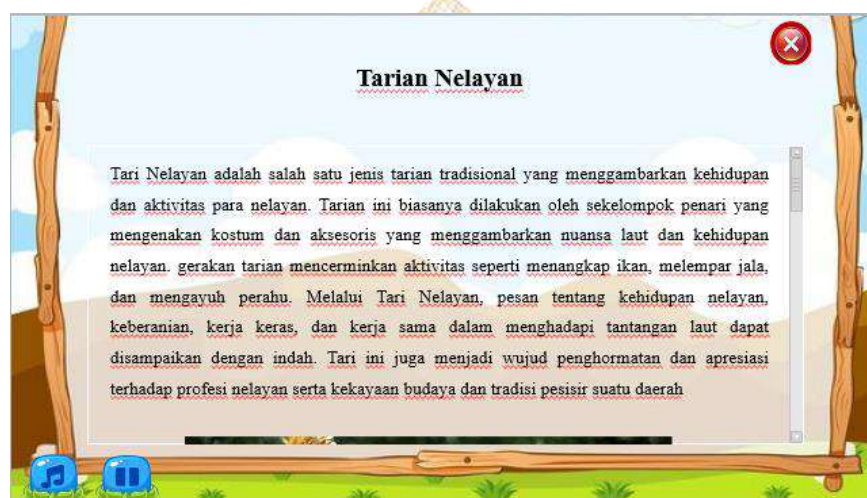 Tarian Nelayan
Tari Nelayan adalah salah satu jenis tarian tradisional yang menggambarkan kehidupan
dan aktivitas para nelayan. Tarian ini biasanya dilakukan oleh sekelompok penari yang
mengenakan kostum dan aksesoris yang menggambarkan nuansa laut dan kehidupan
nelayan. gerakan tarian mencerminkan aktivitas seperti menangkap ikan, melempar jala,
dan mengayuh perahu. Melalui Tari Nelayan, pesan tentang kehidupan nelayan,
keberanian, kerja keras, dan kerja sama dalam menghadapi tantangan laut dapat
disampaikan dengan indah. Tari ini juga menjadi wujud penghormatan dan apresiasi
terhadap profesi nelayan serta kekayaan budaya dan tradisi pesisir suatu daerah